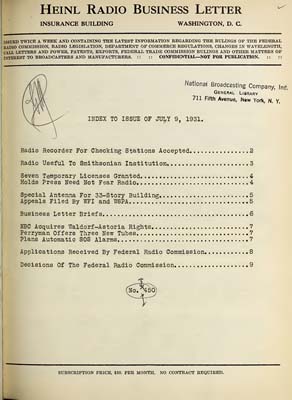 HEINL RADIO BUSINESS LETTER
INSURANCE BUILDING WASHINGTON, D. C.
ISSUED TWICE A WEEK AND CONTAINING THE LATEST INFORMATION REGARDING THE RULINGS OF THE FEDERAL
RADIO COMMISSION, RADIO LEGISLATION, DEPARTMENT OF COMMERCE REGULATIONS, CHANGES IN WAVELENGTH,
CALL LETTERS AND POWER, PATENTS, EXPORTS, FEDERAL TRADE COMMISSION RULINGS AND OTHER MATTERS OF
INTEREST TO BROADCASTERS AND MANUFACTURERS. :: :: CONFIDENTIAL—NOT FOR PUBLICATION. :: ::
National Broadcasting Company, Inc.
GENERAL LIBRARY
711 Fifth Avenue, New York, N. Y.
INDEX TO ISSUE OF JULY 9, 1931.
Radio Recorder For Checking Stations Accepted...............2
Radio Useful To Smithsonian Institution.....................3
Seven Temporary Licenses Granted............................4
Holds Press Need Not Fear Radio.............................4
Special Antenna For 33-Story Building.......................5
Appeals Filed By KFI and WSPA...............................5
Business Letter Briefs......................................6
NBC Acquires Waldorf-Astoria Rights.........................7
Perryman Offers Three New Tubes.............................7
Plans Automatic SOS Alarms..................................7
Applications Received By Federal Radio Commission...........8
Decisions Of The Federal Radio Commission...................9
No. 450
SUBSCRIPTION PRICE, $10. PER MONTH. NO CONTRACT REQUIRED.